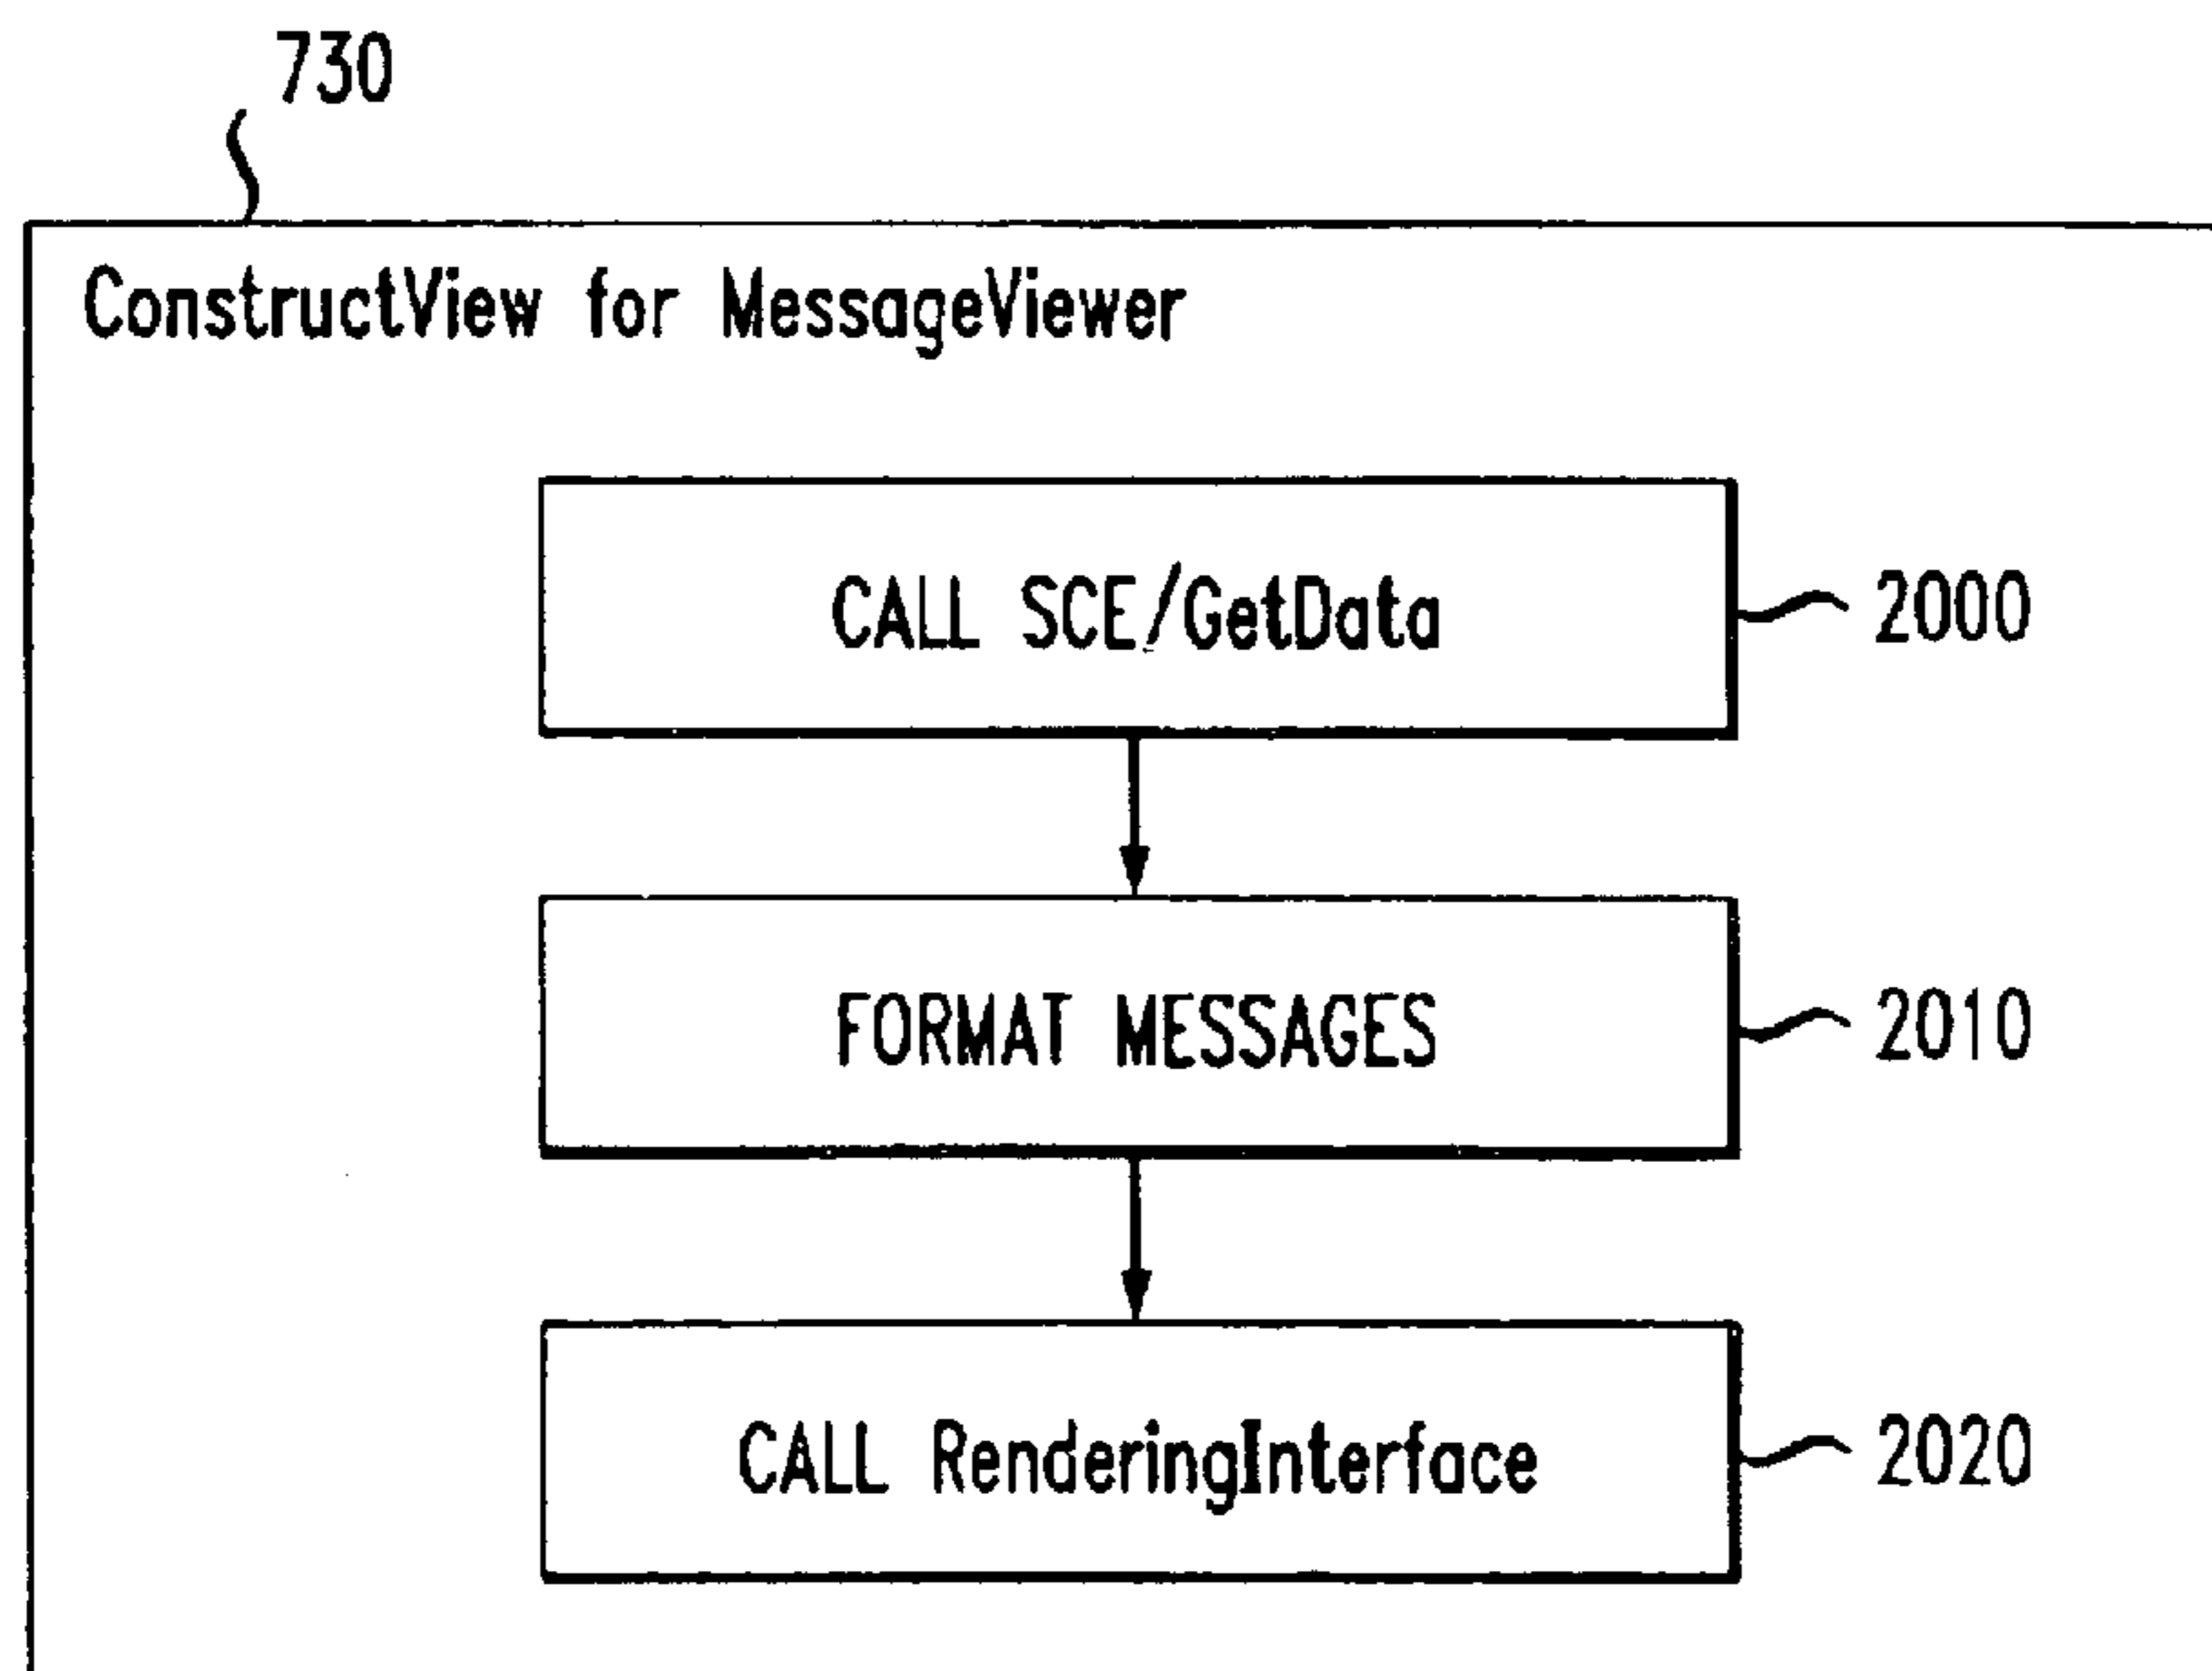 730
ConstructView for MessageViewer
CALL SCE/GetData
2000
FORMAT MESSAGES
2010
CALL RenderingInterface
2020